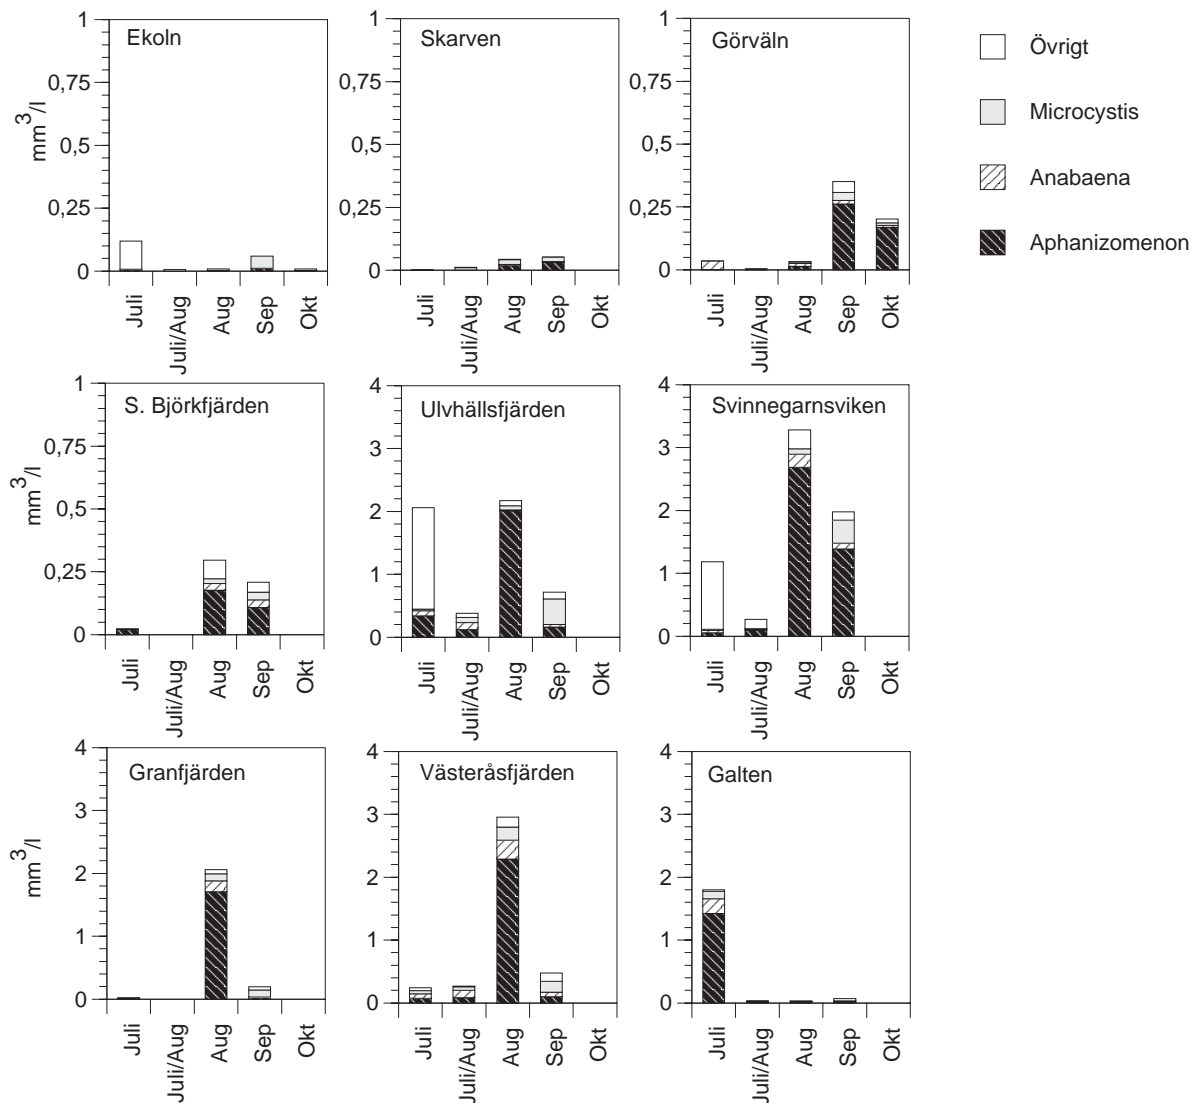 Ekoln
1
0,75
0,5
0,25
0
mm3/l
Juli
Juli/Aug
Aug
Sep
Okt
Skarven
1
0,75
0,5
0,25
0
Juli
Juli/Aug
Aug
Sep
Okt
Görväln
1
0,75
0,5
0,25
0
Juli
Juli/Aug
Aug
Sep
Okt
Övrigt
Microcystis
Anabaena
Aphanizomenon
S. Björkfjärden
1
0,75
0,5
0,25
0
mm3/l
Juli
Juli/Aug
Aug
Sep
Okt
Ulvhällsfjärden
4
3
2
1
0
Juli
Juli/Aug
Aug
Sep
Okt
Svinnegarnsviken
4
3
2
1
0
Juli
Juli/Aug
Aug
Sep
Okt
Granfjärden
4
3
2
1
0
mm3/l
Juli
Juli/Aug
Aug
Sep
Okt
Västeråsfjärden
4
3
2
1
0
Juli
Juli/Aug
Aug
Sep
Okt
Galten
4
3
2
1
0
Juli
Juli/Aug
Aug
Sep
Okt